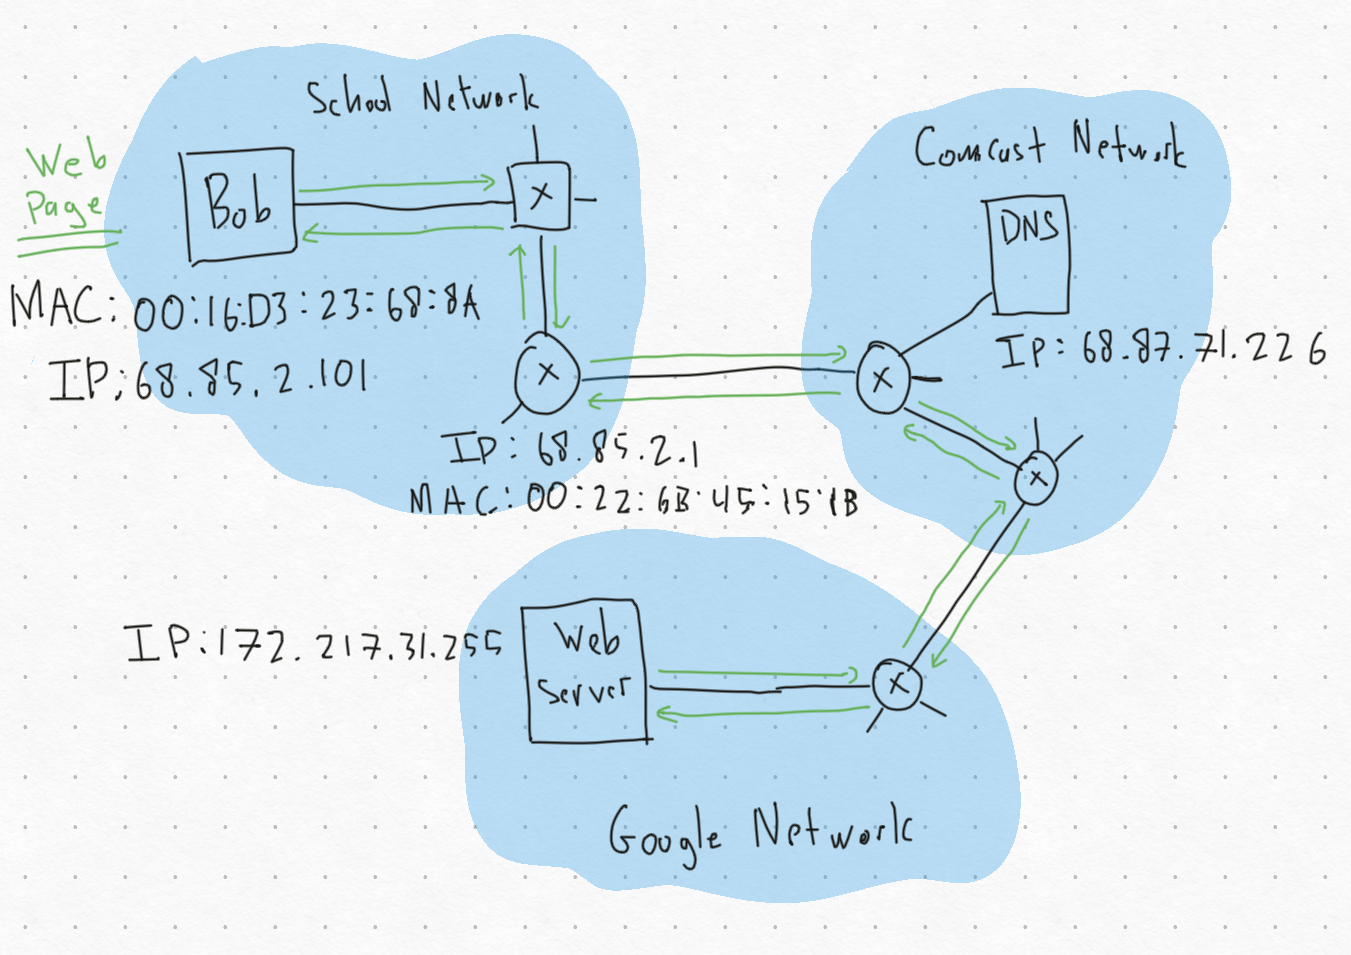 School Network
Comcast Network
Web
Page
Bob
X
DNS
MAC: 00:16:D3:23:68:8A
IP: 68.85.2.101
X
X
IP: 68.87.71.226
IP: 68.85.2.1
MAC: 00:22:6B:45:15:1B
X
IP: 172.217.31.255
Web
Server
X
Google Network